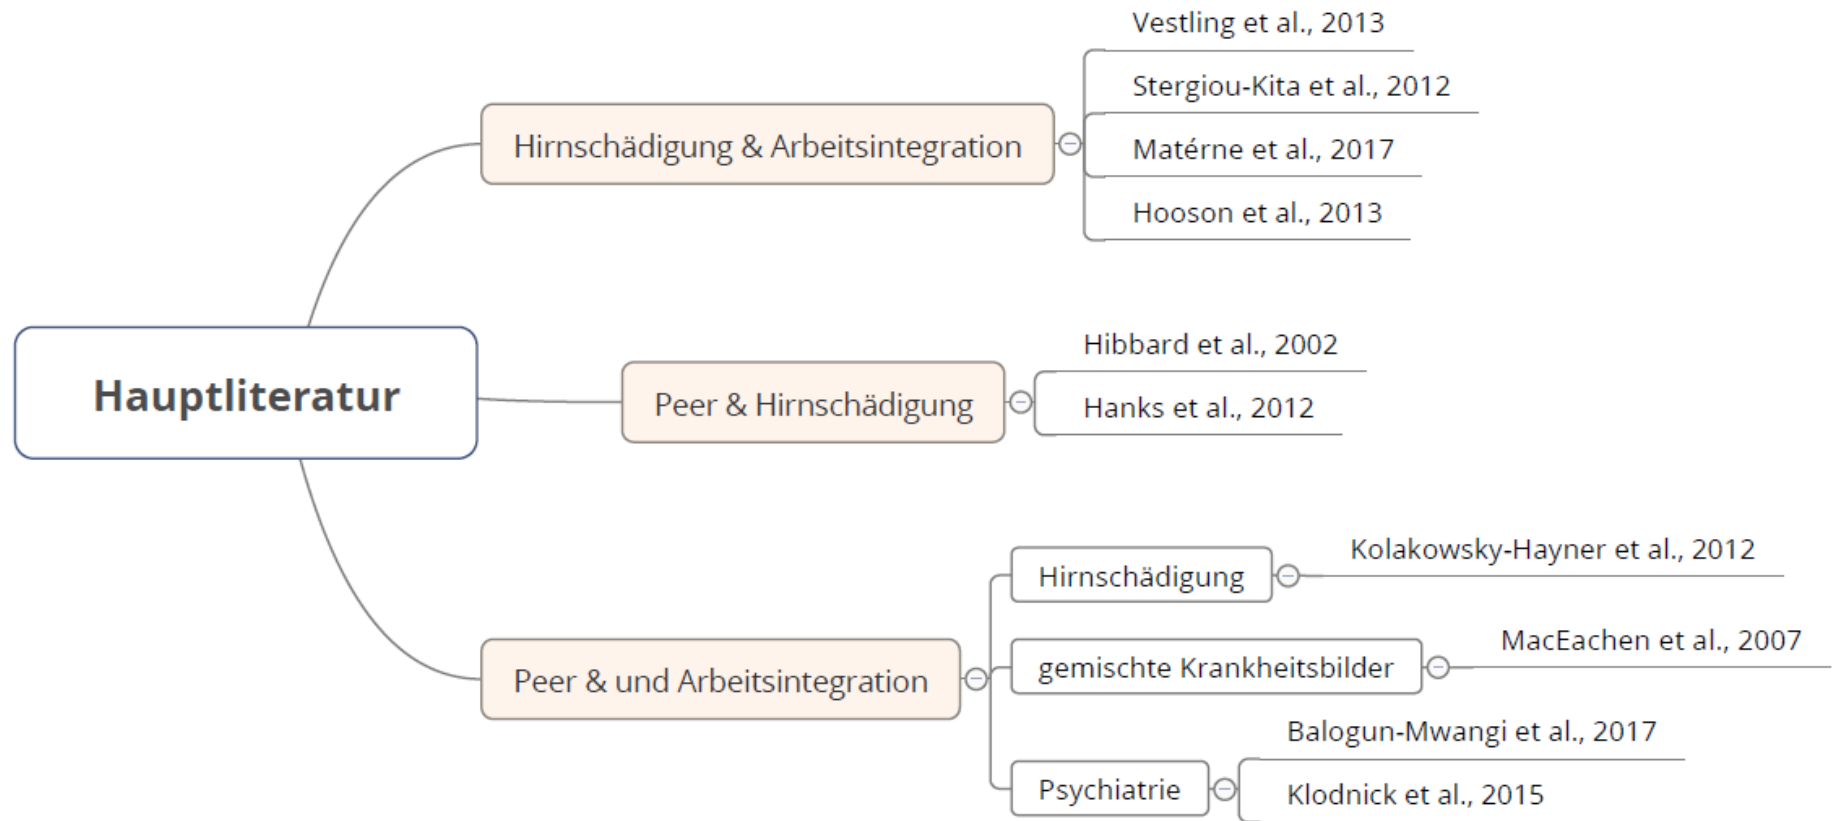 Hauptliteratur
Hirnschädigung & Arbeitsintegration
Vestling et al., 2013
Stergiou-Kita et al., 2012
Matérne et al., 2017
Hooson et al., 2013
Peer & Hirnschädigung
Hibbard et al., 2002
Hanks et al., 2012
Peer & und Arbeitsintegration
Hirnschädigung
Kolakowsky-Hayner et al., 2012
gemischte Krankheitsbilder
MacEachen et al., 2007
Psychiatrie
Balogun-Mwangi et al., 2017
Klodnick et al., 2015